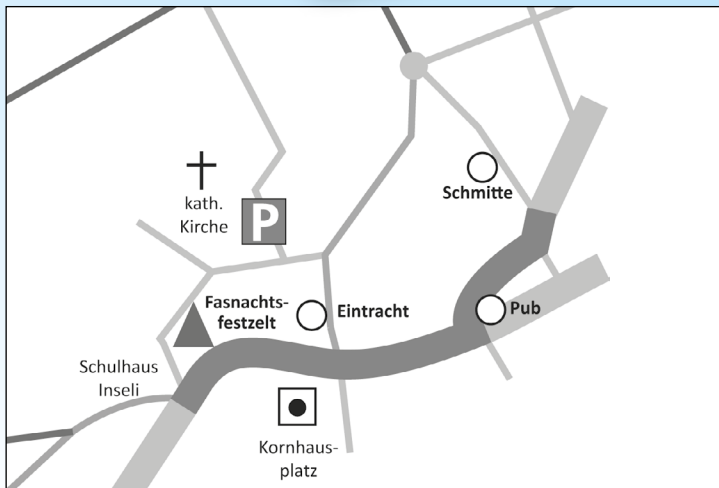 kath.
Kirche
P
Schmitte
Fasnachts-
festzelt
Eintracht
Pub
Schulhaus
Inseli
Kornhaus-
platz